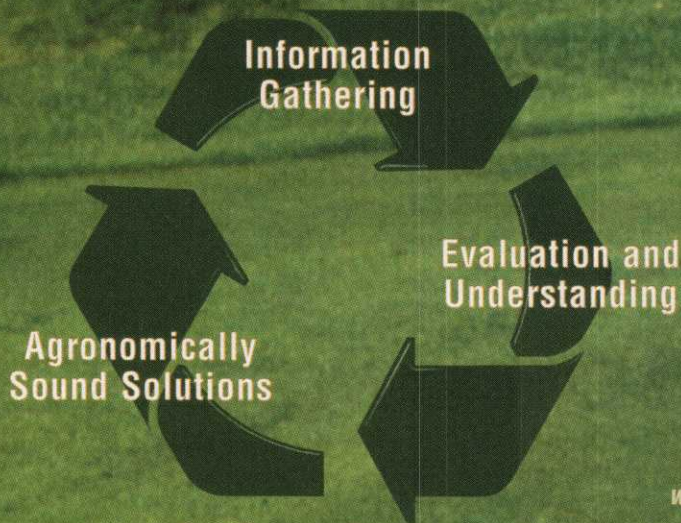 Information
Gathering
Evaluation and
Understanding
Agronomically
Sound Solutions